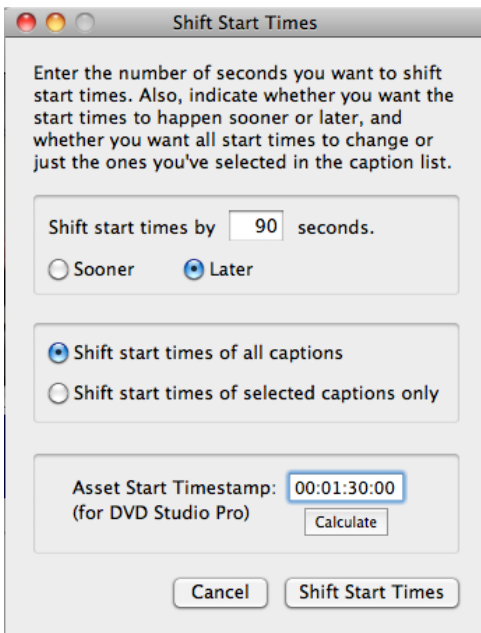 Shift Start Times
Enter the number of seconds you want to shift
start times. Also, indicate whether you want the
start times to happen sooner or later, and
whether you want all start times to change or
just the ones you've selected in the caption list.
Shift start times by 90 seconds.
Sooner Later
Shift start times of all captions
Shift start times of selected captions only
Asset Start Timestamp: 00:01:30:00
(for DVD Studio Pro) Calculate
Cancel Shift Start Times